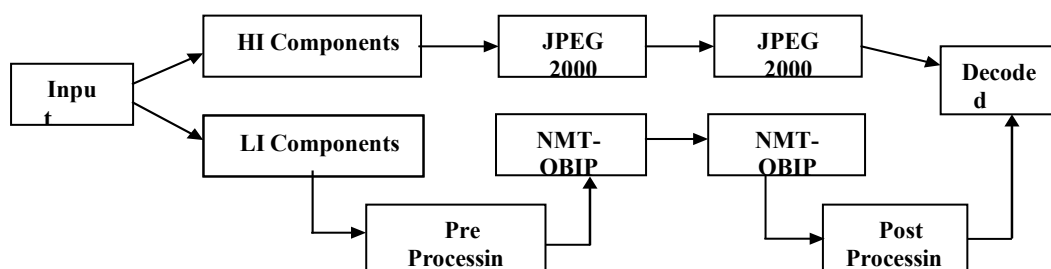 HI Components
JPEG
2000
JPEG
2000
Inpu
t
Decode
d
LI Components
NMT-
OBIP
NMT-
OBIP
Pre
Processin
Post
Processin